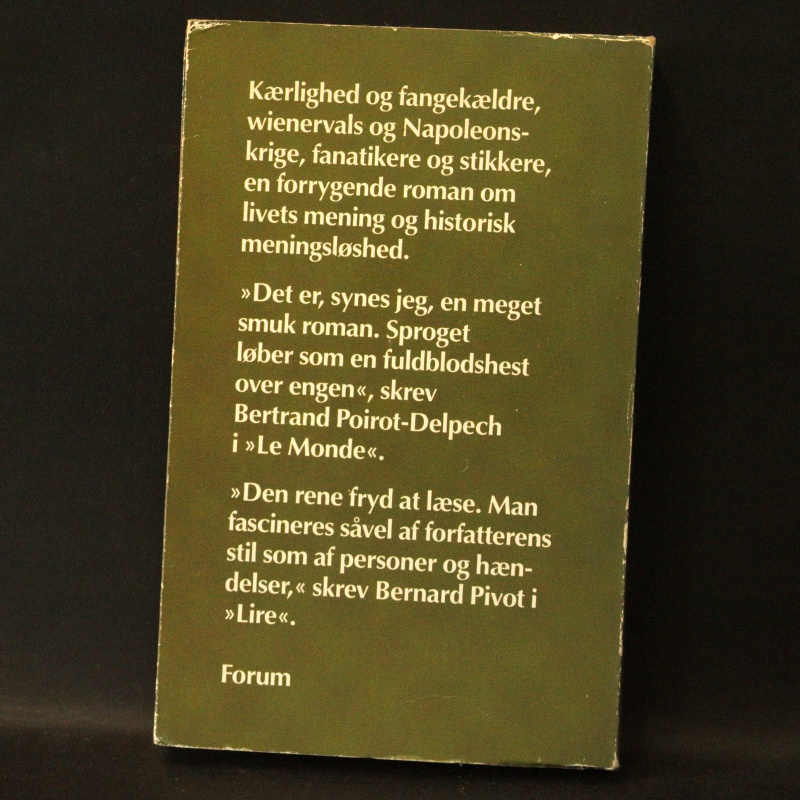 Kærlighed og fangekældre,
wienervals og Napoleons-
krige, fanatikere og stikkere,
en forrygende roman om
livets mening og historisk
meningsløshed.
»Det er, synes jeg, en meget
smuk roman. Sproget
løber som en fuldblodshest
over engen«, skrev
Bertrand Poirot-Delpech
i »Le Monde«.
»Den rene fryd at læse. Man
fascineres såvel af forfatterens
stil som af personer og hæn-
delser,« skrev Bernard Pivot i
»Lire«.
Forum